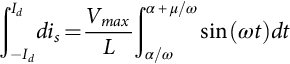 ∫_{-I_d}^{I_d} di_s = \frac{V_{max}}{L} ∫_{α/ω}^{α + μ/ω} sin(ωt)dt